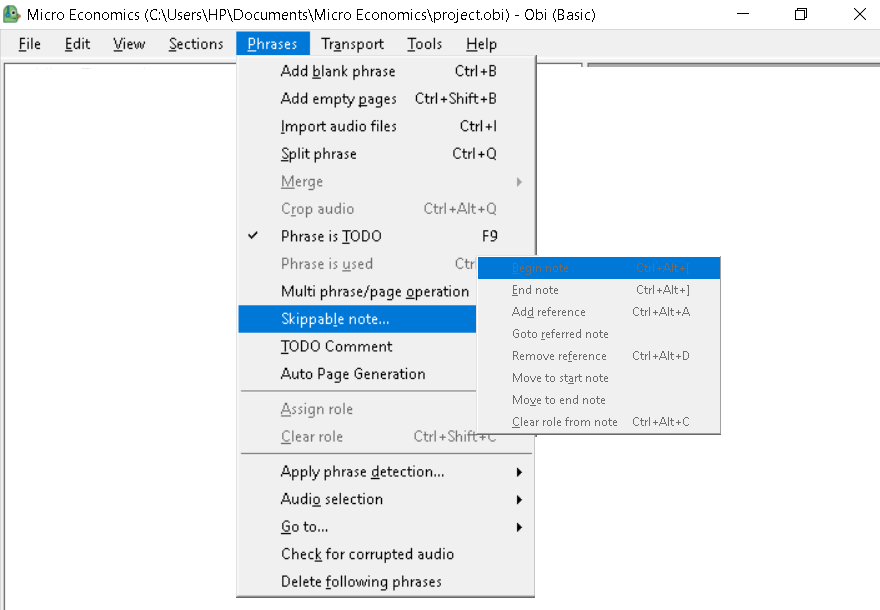 Micro Economics (C:\Users\HP\Documents\Micro Economics\project.obi) - Obi (Basic)
File Edit View Sections Phrases Transport Tools Help
Add blank phrase Ctrl+B
Add empty pages Ctrl+Shift+B
Import audio files Ctrl+I
Split phrase Ctrl+Q
Merge
Crop audio Ctrl+Alt+Q
Phrase is TODO F9
Phrase is used Ctrl
Multi phrase/page operation
Skippable note...
TODO Comment
Auto Page Generation
Assign role
Clear role Ctrl+Shift+C
Apply phrase detection...
Audio selection
Go to...
Check for corrupted audio
Delete following phrases
Begin note Ctrl+Alt+[
End note Ctrl+Alt+]
Add reference Ctrl+Alt+A
Goto referred note
Remove reference Ctrl+Alt+D
Move to start note
Move to end note
Clear role from note Ctrl+Alt+C